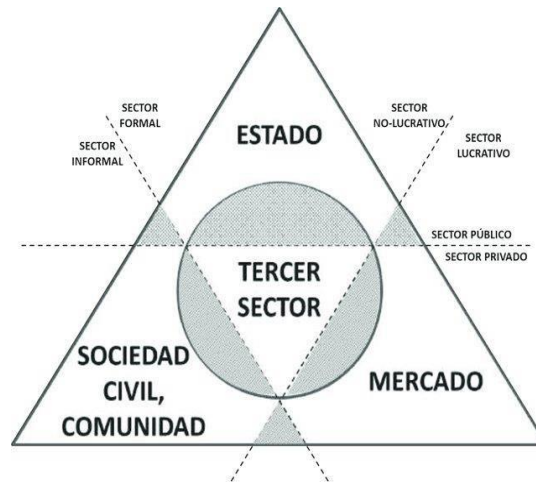 SECTOR
FORMAL
SECTOR
INFORMAL
ESTADO
SECTOR
NO-LUCRATIVO
SECTOR
LUCRATIVO
SECTOR PÚBLICO
SECTOR PRIVADO
TERCER
SECTOR
SOCIEDAD
CIVIL,
COMUNIDAD
MERCADO